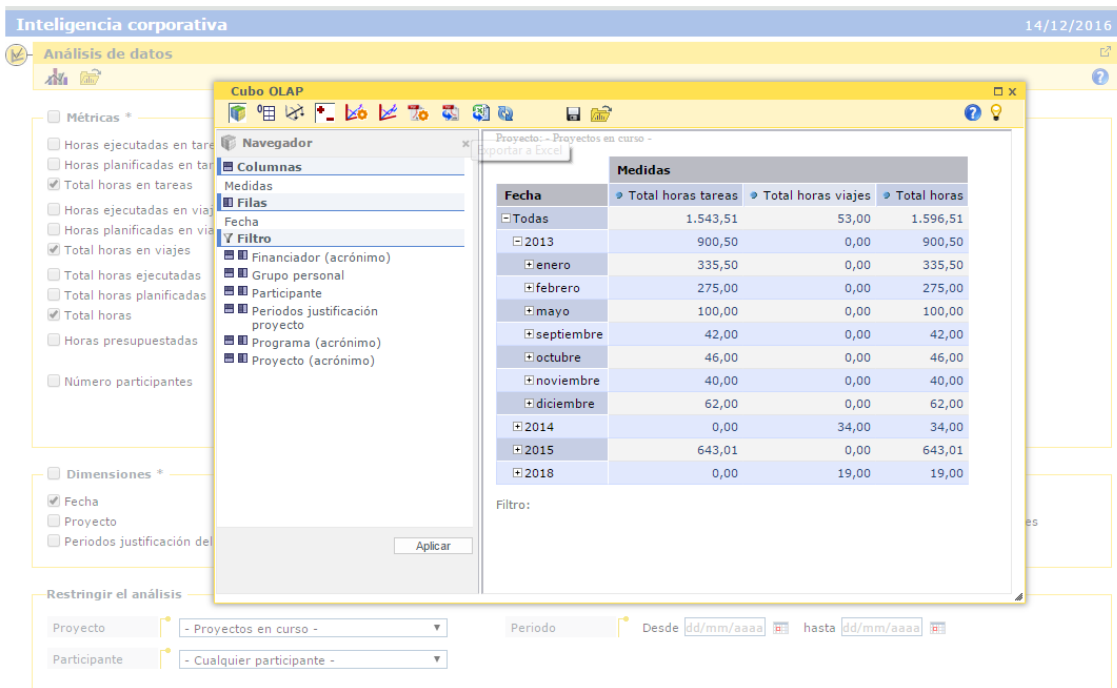 Inteligencia corporativa 14/12/2016
Análisis de datos
Cubo OLAP
Métricas *
Horas ejecutadas en tare
Horas planificadas en tar
Total horas en tareas
Horas ejecutadas en viaj
Horas planificadas en via
Total horas en viajes
Total horas ejecutadas
Total horas planificadas
Total horas
Horas presupuestadas
Número participantes
Navegador
Columnas
Medidas
Filas
Fecha
Filtro
Financiador (acrónimo)
Grupo personal
Participante
Periodos justificación
proyecto
Programa (acrónimo)
Proyecto (acrónimo)
Aplicar
Proyecto: - Proyectos en curso -
Exportar a Excel
Medidas
Fecha Total horas tareas Total horas viajes Total horas
Todas 1.543,51 53,00 1.596,51
2013 900,50 0,00 900,50
enero 335,50 0,00 335,50
febrero 275,00 0,00 275,00
mayo 100,00 0,00 100,00
septiembre 42,00 0,00 42,00
octubre 46,00 0,00 46,00
noviembre 40,00 0,00 40,00
diciembre 62,00 0,00 62,00
2014 0,00 34,00 34,00
2015 643,01 0,00 643,01
2018 0,00 19,00 19,00
Filtro:
Dimensiones *
Fecha
Proyecto es
Periodos justificación del
Restringir el análisis
Proyecto - Proyectos en curso - Periodo Desde dd/mm/aaaa hasta dd/mm/aaaa
Participante - Cualquier participante -